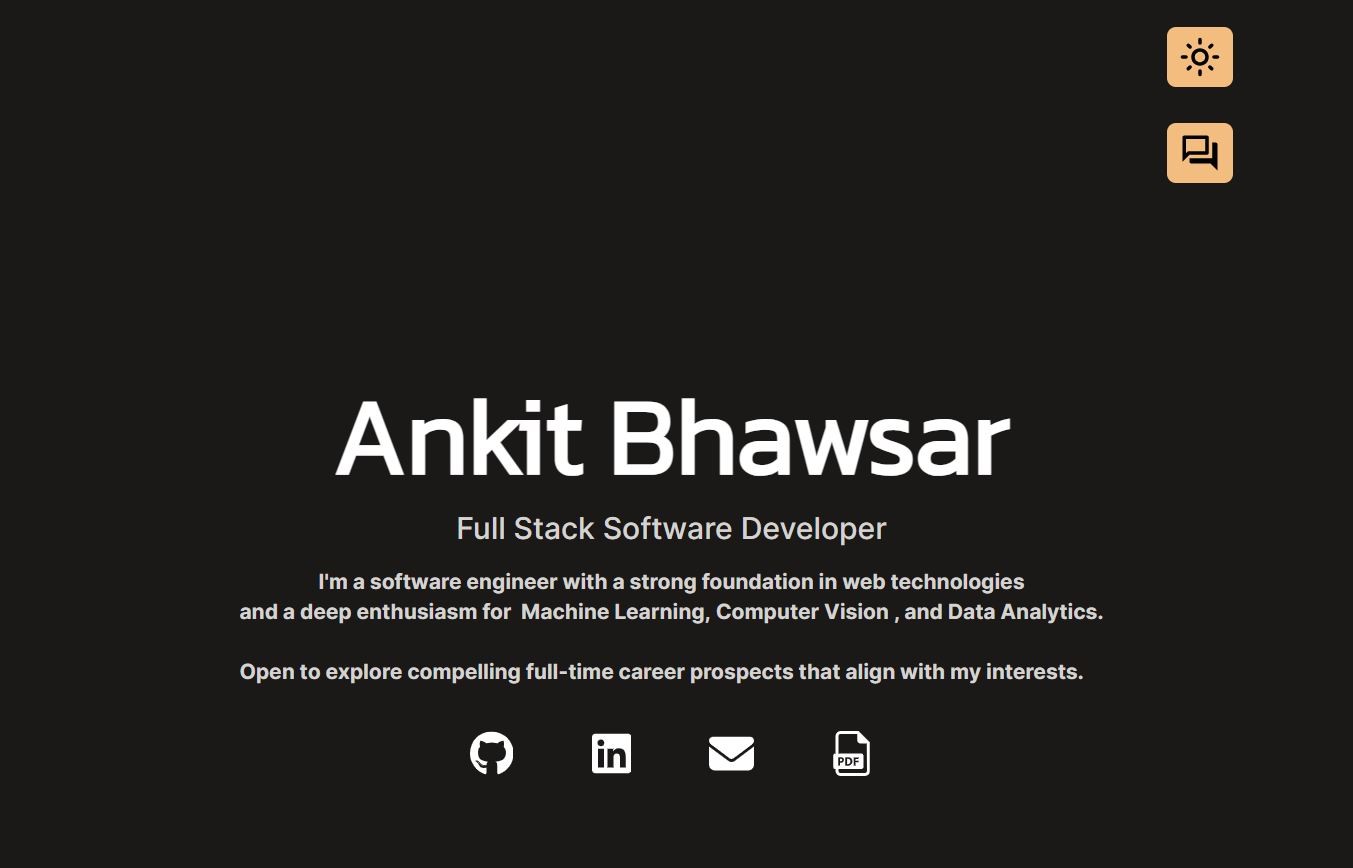 Ankit Bhawsar
Full Stack Software Developer
I'm a software engineer with a strong foundation in web technologies
and a deep enthusiasm for  Machine Learning, Computer Vision , and Data Analytics.
Open to explore compelling full-time career prospects that align with my interests.
in
PDF